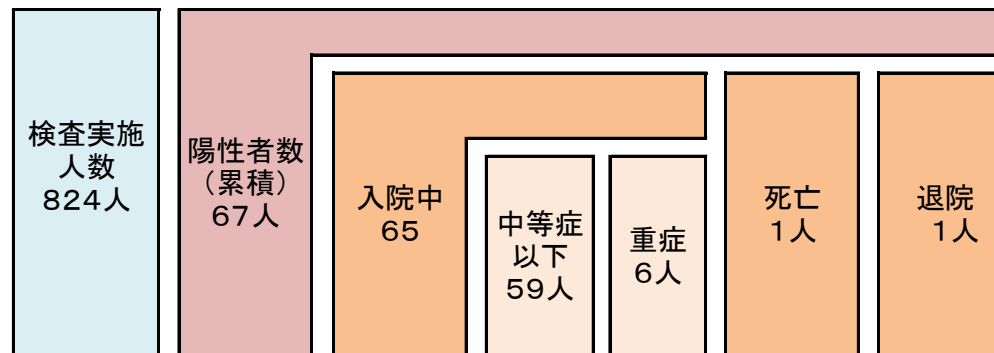 検査実施
人数
824人
陽性者数
（累積）
67人
入院中
65
中等症
以下
59人
重症
6人
死亡
1人
退院
1人